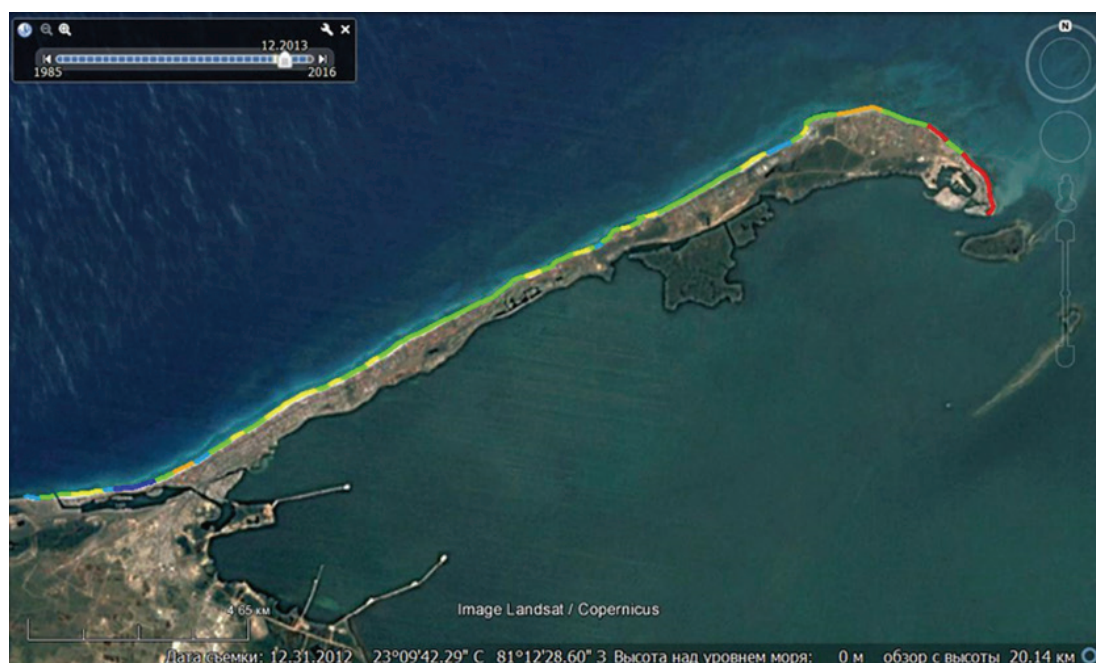 12.2013
1985
2016
N
4,65 км
Image Landsat / Copernicus
Дата съемки: 12.31.2012 23°09'42.29" С 81°12'28.60" З Высота над уровнем моря: 0 м обзор с высоты 20.14 км